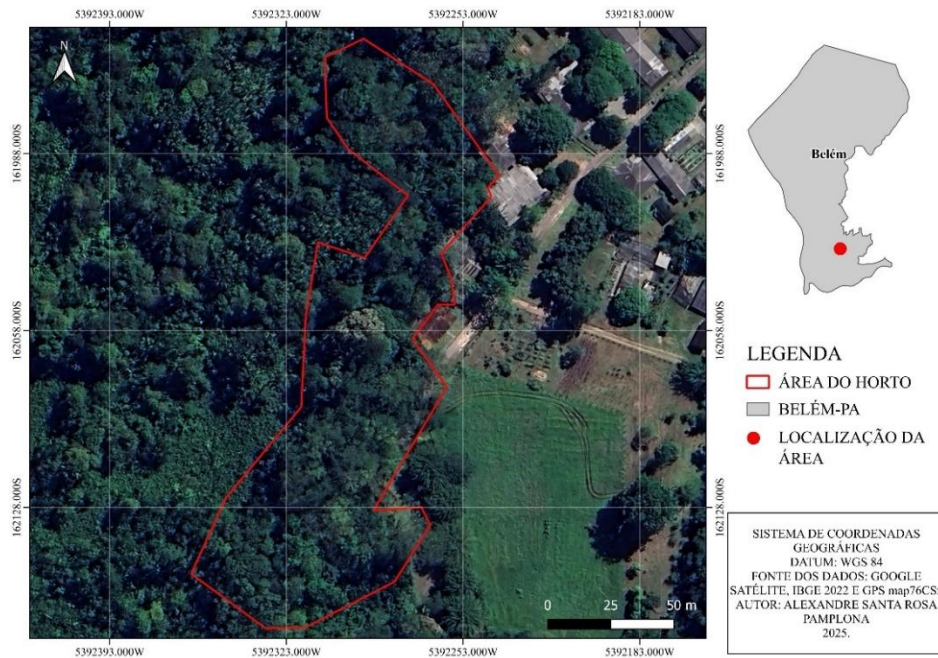 5392393.000W
5392323.000W
5392253.000W
5392183.000W
N
161988.000S
161988.000S
162058.000S
162058.000S
162128.000S
162128.000S
0 25 50 m
5392393.000W
5392323.000W
5392253.000W
5392183.000W
Belém
LEGENDA
ÁREA DO HORTO
BELÉM-PA
LOCALIZAÇÃO DA
ÁREA
SISTEMA DE COORDENADAS
GEOGRÁFICAS
DATUM: WGS 84
FONTE DOS DADOS: GOOGLE
SATÉLITE, IBGE 2022 E GPS map76CS
AUTOR: ALEXANDRE SANTA ROSA
PAMPLONA
2025.